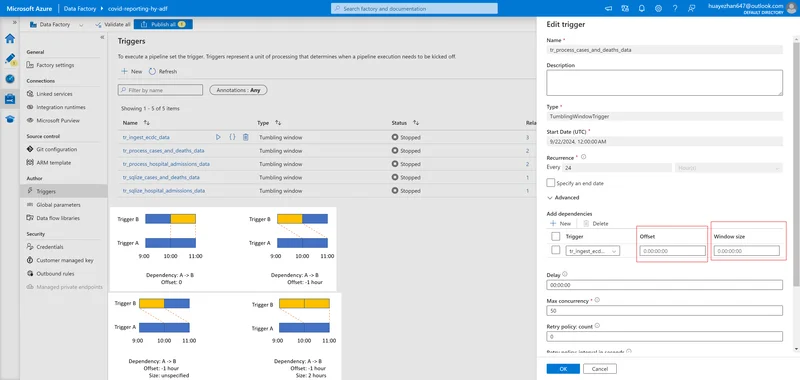 Microsoft Azure
Data Factory
covid-reporting-hy-adf
Search factory and documentation
huayezhan647@outlook.com
DEFAULT DIRECTORY
Data Factory
Validate all
Publish all
General
Factory settings
Connections
Linked services
Integration runtimes
Microsoft Purview
Source control
Git configuration
ARM template
Author
Triggers
Global parameters
Data flow libraries
Security
Credentials
Customer managed key
Outbound rules
Managed private endpoints
Triggers
To execute a pipeline set the trigger. Triggers represent a unit of processing that determines when a pipeline execution needs to be kicked off.
New
Refresh
Filter by name
Annotations : Any
Showing 1 - 5 of 5 items
Name
Type
Status
Rela
tr_ingest_ecdc_data
Tumbling window
Stopped
3
tr_process_cases_and_deaths_data
Tumbling window
Stopped
2
tr_process_hospital_admissions_data
Tumbling window
Stopped
2
tr_sqlize_cases_and_deaths_data
Tumbling window
Stopped
1
tr_sqlize_hospital_admissions_data
Tumbling window
Stopped
1
Trigger B
Trigger A
9:00 10:00 11:00
Dependency: A -> B
Offset: 0
Trigger B
Trigger A
9:00 10:00 11:00
Dependency: A -> B
Offset: -1 hour
Trigger B
Trigger A
9:00 10:00 11:00
Dependency: A -> B
Offset: -1 hour
Size: unspecified
Trigger B
Trigger A
9:00 10:00 11:00
Dependency: A -> B
Offset: -1 hour
Size: 2 hours
Edit trigger
Name *
tr_process_cases_and_deaths_data
Description
Type *
TumblingWindowTrigger
Start Date (UTC) *
9/22/2024, 12:00:00 AM
Recurrence *
Every 24 Hour(s)
Specify an end date
Advanced
Add dependencies
New
Delete
Trigger
Offset
Window size
tr_ingest_ecd...
0.00:00:00
0.00:00:00
Delay
00:00:00
Max concurrency *
50
Retry policy: count
0
Retry policy: interval in seconds
OK
Cancel